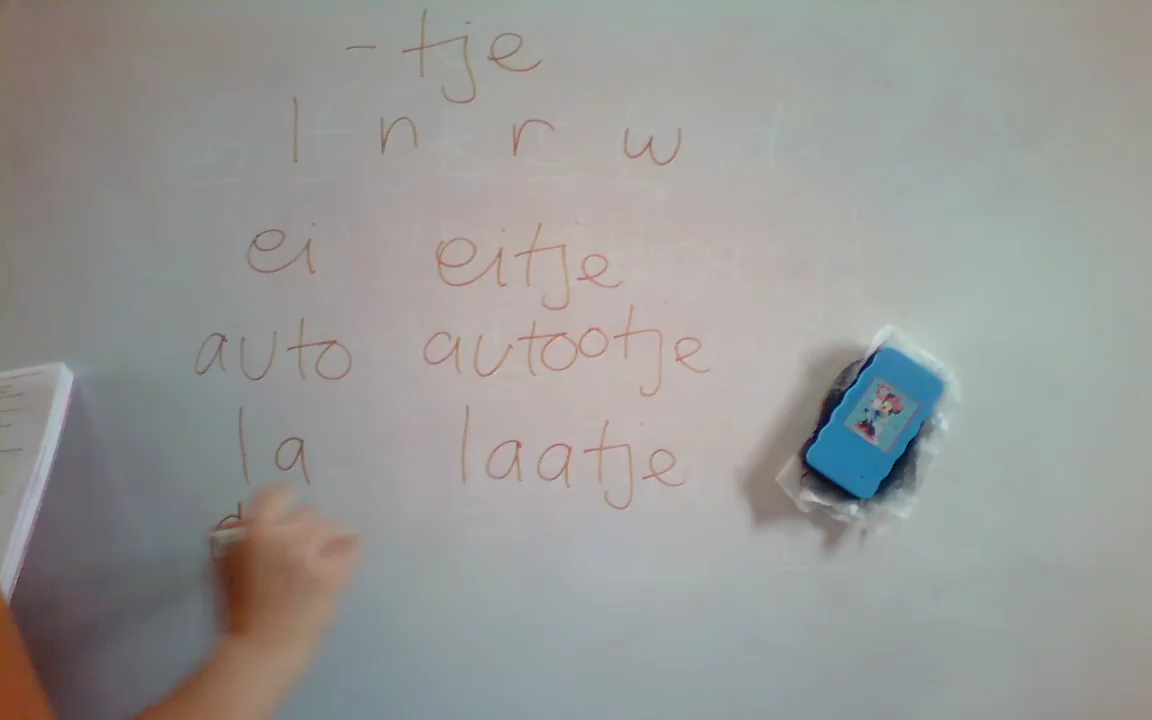 - tje
l n r w
ei eitje
auto autootje
la laatje